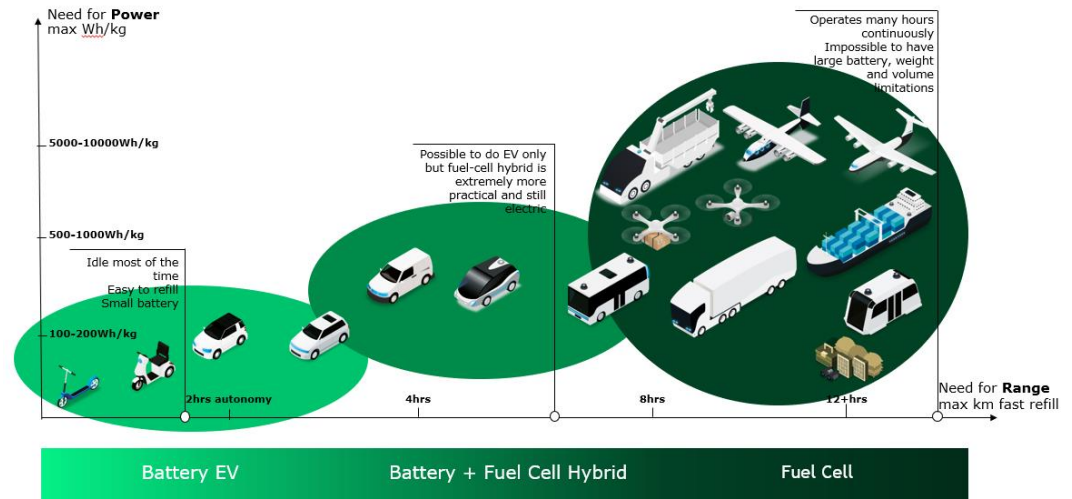 Need for Power
max Wh/kg
Operates many hours
continuously
Impossible to have
large battery, weight
and volume
limitations
5000-10000Wh/kg
Possible to do EV only
but fuel-cell hybrid is
extremely more
practical and still
electric
500-1000Wh/kg
Idle most of the
time
Easy to refill
Small battery
100-200Wh/kg
2hrs autonomy
4hrs
8hrs
12+hrs
Need for Range
max km fast refill
Battery EV
Battery + Fuel Cell Hybrid
Fuel Cell